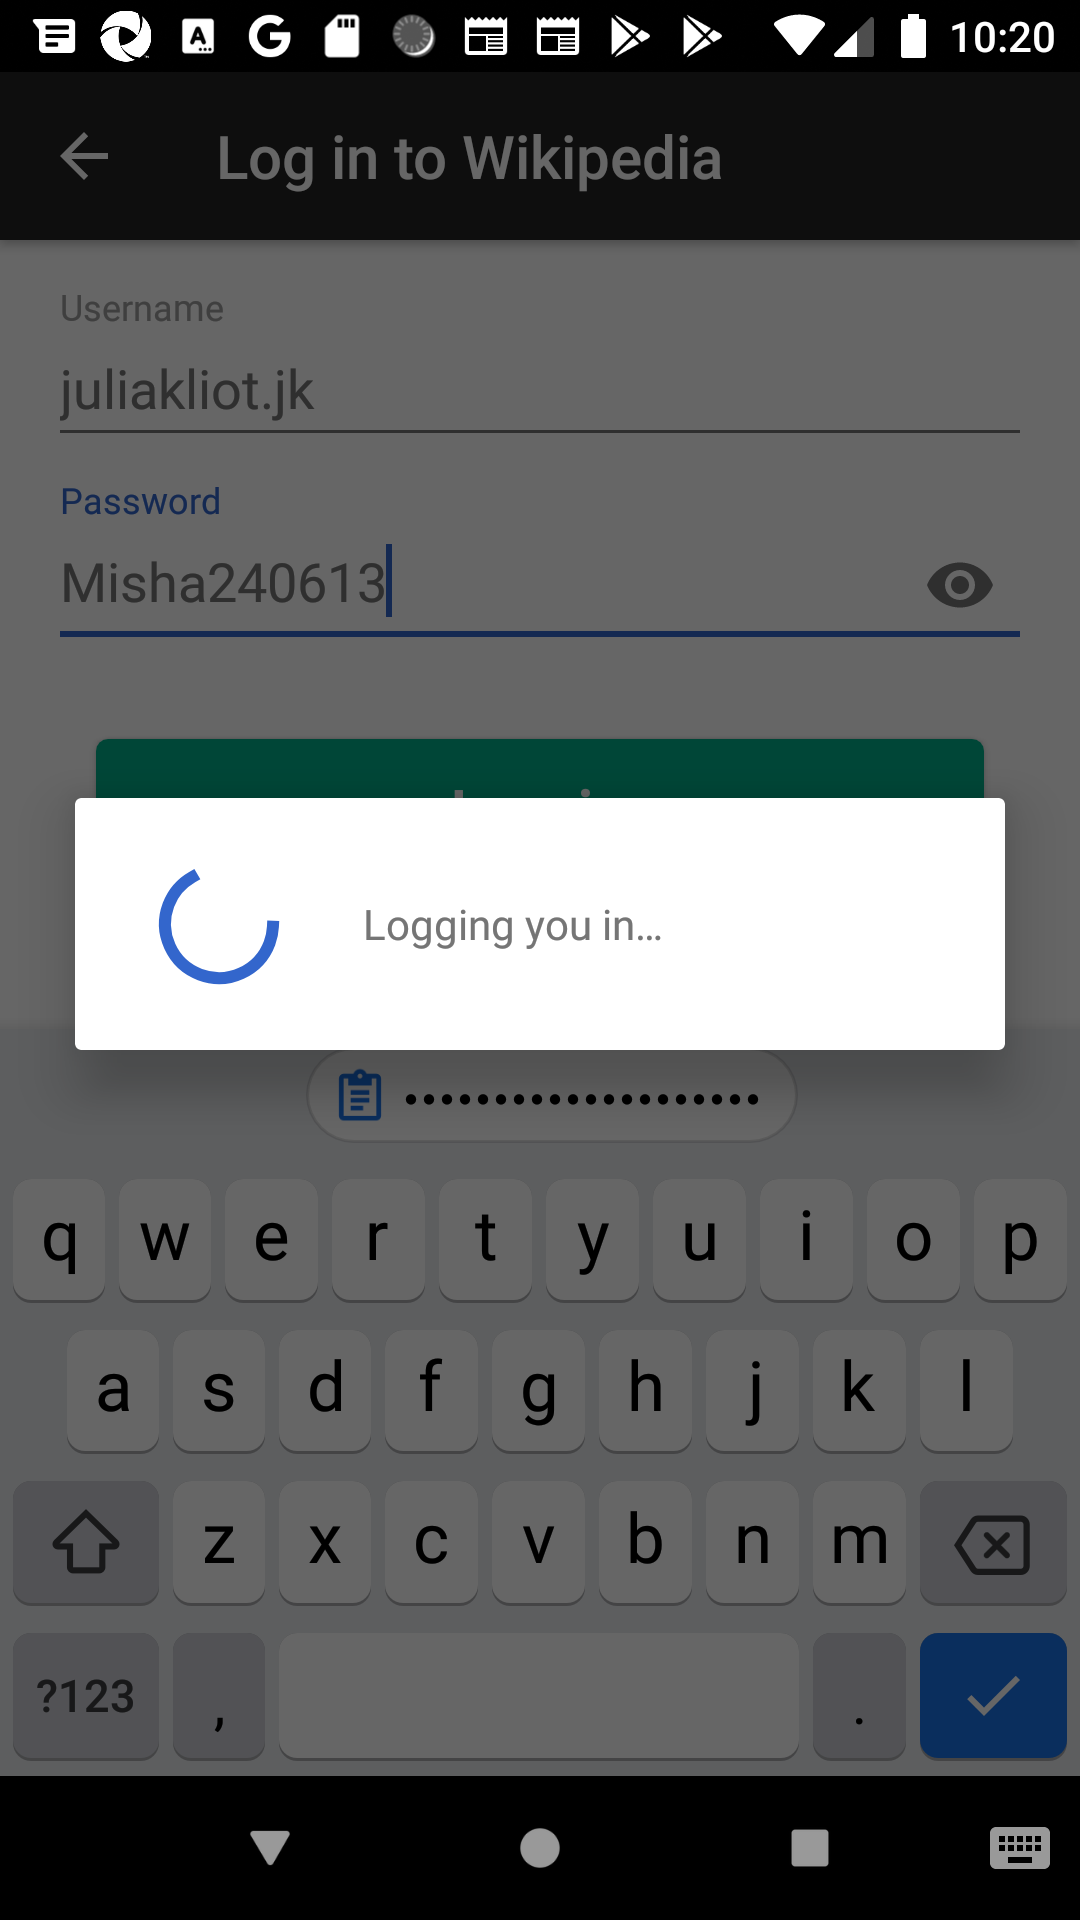 10:20
Log in to Wikipedia
Username
juliakliot.jk
Password
Misha240613
Logging you in...
••••••••••••••••••••
q w e r t y u i o p
a s d f g h j k l
z x c v b n m
?123 , .